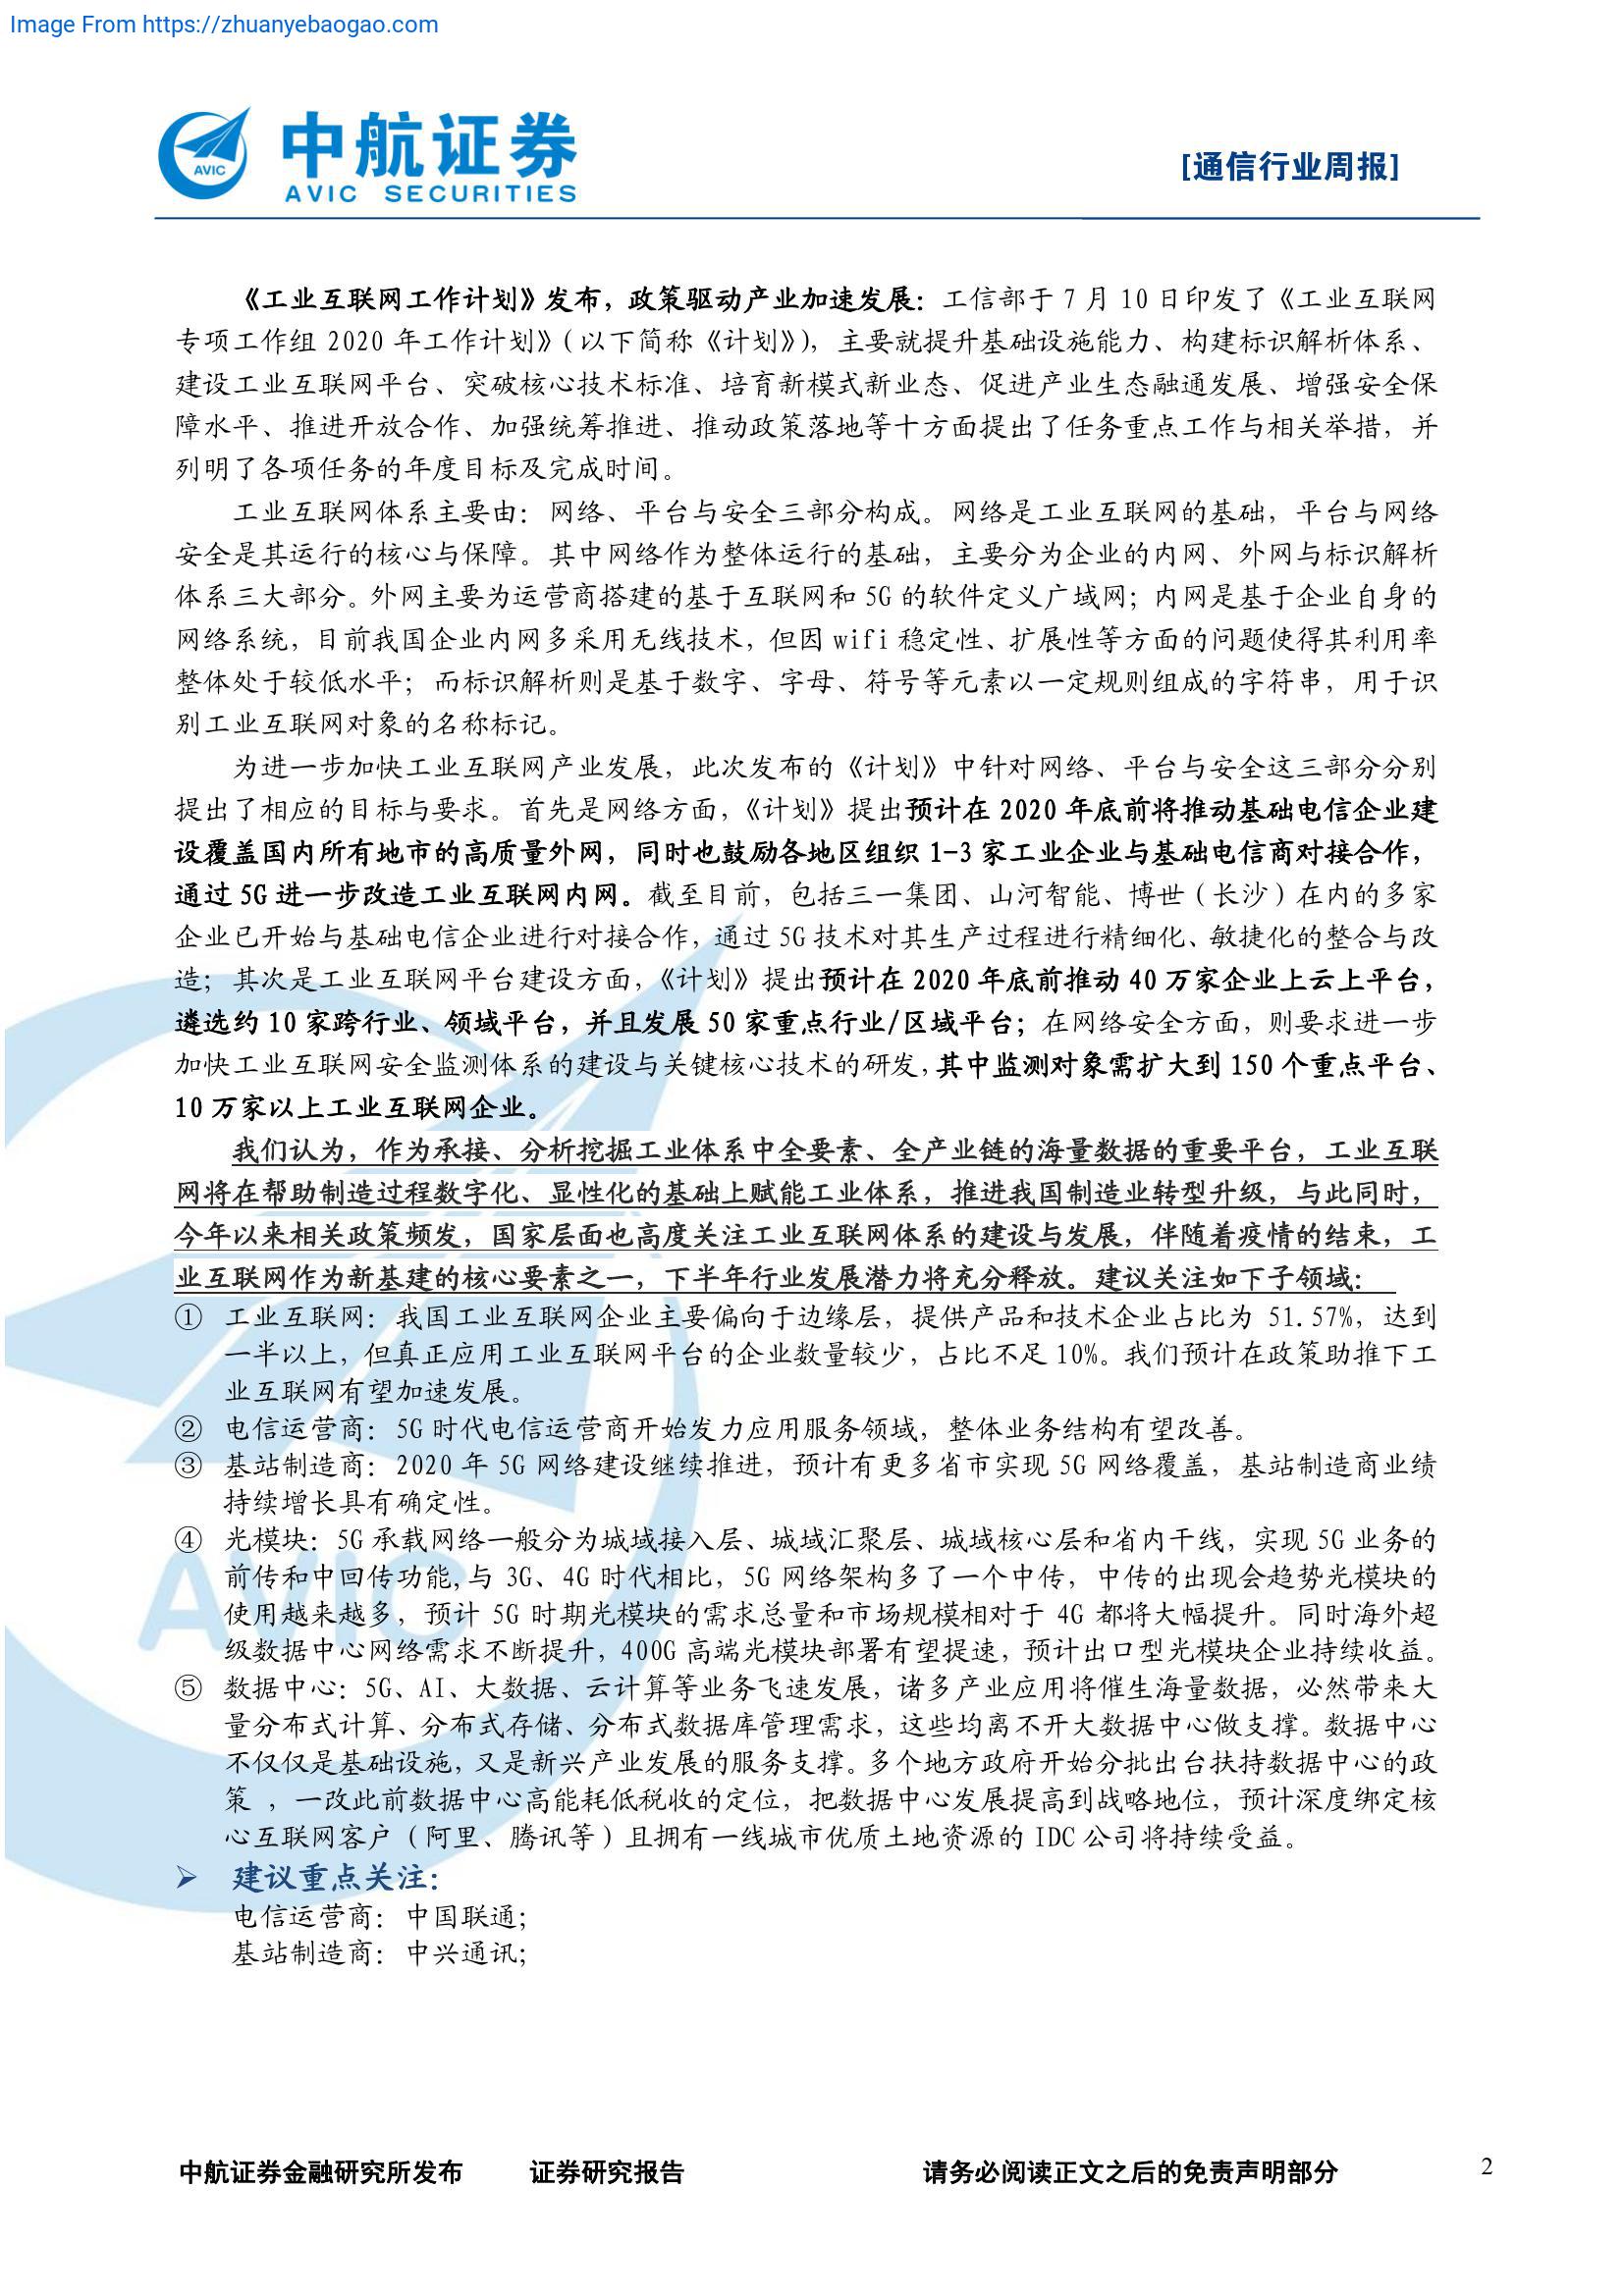 Image From https://zhuanyebaogao.com
AVIC
中航证券
AVIC SECURITIES
[通信行业周报]
《工业互联网工作计划》发布，政策驱动产业加速发展：工信部于 7 月 10 日印发了《工业互联网
专项工作组 2020 年工作计划》（以下简称《计划》），主要就提升基础设施能力、构建标识解析体系、
建设工业互联网平台、突破核心技术标准、培育新模式新业态、促进产业生态融通发展、增强安全保
障水平、推进开放合作、加强统筹推进、推动政策落地等十方面提出了任务重点工作与相关举措，并
列明了各项任务的年度目标及完成时间。
工业互联网体系主要由：网络、平台与安全三部分构成。网络是工业互联网的基础，平台与网络
安全是其运行的核心与保障。其中网络作为整体运行的基础，主要分为企业的内网、外网与标识解析
体系三大部分。外网主要为运营商搭建的基于互联网和 5G 的软件定义广域网；内网是基于企业自身的
网络系统，目前我国企业内网多采用无线技术，但因 wifi 稳定性、扩展性等方面的问题使得其利用率
整体处于较低水平；而标识解析则是基于数字、字母、符号等元素以一定规则组成的字符串，用于识
别工业互联网对象的名称标记。
为进一步加快工业互联网产业发展，此次发布的《计划》中针对网络、平台与安全这三部分分别
提出了相应的目标与要求。首先是网络方面，《计划》提出预计在 2020 年底前将推动基础电信企业建
设覆盖国内所有地市的高质量外网，同时也鼓励各地区组织 1-3 家工业企业与基础电信商对接合作，
通过 5G 进一步改造工业互联网内网。截至目前，包括三一集团、山河智能、博世（长沙）在内的多家
企业已开始与基础电信企业进行对接合作，通过 5G 技术对其生产过程进行精细化、敏捷化的整合与改
造；其次是工业互联网平台建设方面，《计划》提出预计在 2020 年底前推动 40 万家企业上云上平台，
遴选约 10 家跨行业、领域平台，并且发展 50 家重点行业/区域平台；在网络安全方面，则要求进一步
加快工业互联网安全监测体系的建设与关键核心技术的研发，其中监测对象需扩大到 150 个重点平台、
10 万家以上工业互联网企业。
我们认为，作为承接、分析挖掘工业体系中全要素、全产业链的海量数据的重要平台，工业互联
网将在帮助制造过程数字化、显性化的基础上赋能工业体系，推进我国制造业转型升级，与此同时，
今年以来相关政策频发，国家层面也高度关注工业互联网体系的建设与发展，伴随着疫情的结束，工
业互联网作为新基建的核心要素之一，下半年行业发展潜力将充分释放。建议关注如下子领域：
① 工业互联网：我国工业互联网企业主要偏向于边缘层，提供产品和技术企业占比为 51.57%，达到
一半以上，但真正应用工业互联网平台的企业数量较少，占比不足 10%。我们预计在政策助推下工
业互联网有望加速发展。
② 电信运营商：5G 时代电信运营商开始发力应用服务领域，整体业务结构有望改善。
③ 基站制造商：2020 年 5G 网络建设继续推进，预计有更多省市实现 5G 网络覆盖，基站制造商业绩
持续增长具有确定性。
④ 光模块：5G 承载网络一般分为城域接入层、城域汇聚层、城域核心层和省内干线，实现 5G 业务的
前传和中回传功能,与 3G、4G 时代相比，5G 网络架构多了一个中传，中传的出现会趋势光模块的
使用越来越多，预计 5G 时期光模块的需求总量和市场规模相对于 4G 都将大幅提升。同时海外超
级数据中心网络需求不断提升，400G 高端光模块部署有望提速，预计出口型光模块企业持续收益。
⑤ 数据中心：5G、AI、大数据、云计算等业务飞速发展，诸多产业应用将催生海量数据，必然带来大
量分布式计算、分布式存储、分布式数据库管理需求，这些均离不开大数据中心做支撑。数据中心
不仅仅是基础设施，又是新兴产业发展的服务支撑。多个地方政府开始分批出台扶持数据中心的政
策 ，一改此前数据中心高能耗低税收的定位，把数据中心发展提高到战略地位，预计深度绑定核
心互联网客户（阿里、腾讯等）且拥有一线城市优质土地资源的 IDC 公司将持续受益。
➢ 建议重点关注：
电信运营商：中国联通；
基站制造商：中兴通讯；
中航证券金融研究所发布 证券研究报告 请务必阅读正文之后的免责声明部分 2